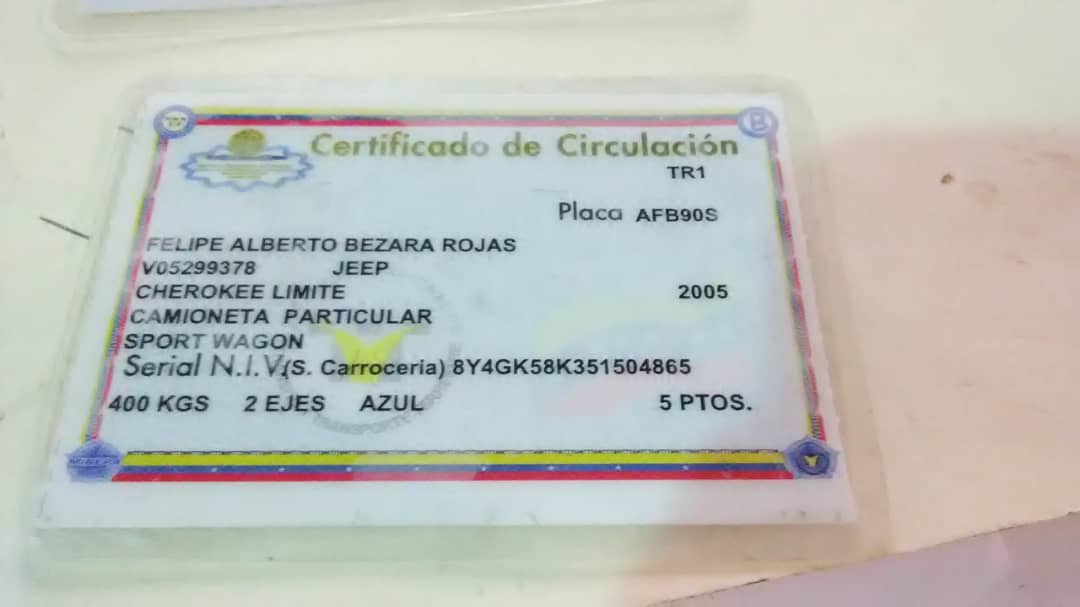 Certificado de Circulación
TR1
Placa AFB90S
FELIPE ALBERTO BEZARA ROJAS
V05299378 JEEP
CHEROKEE LIMITE 2005
CAMIONETA PARTICULAR
SPORT WAGON
Serial N.I.V.(S. Carroceria) 8Y4GK58K351504865
400 KGS 2 EJES AZUL 5 PTOS.